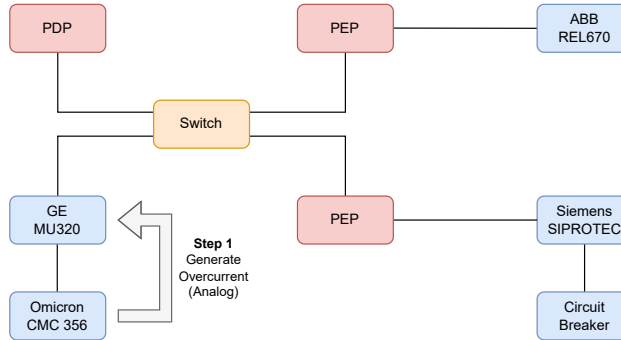 PDP
PEP
ABB
REL670
Switch
GE
MU320
Step 1
Generate
Overcurrent
(Analog)
PEP
Siemens
SIPROTEC
Omicron
CMC 356
Circuit
Breaker